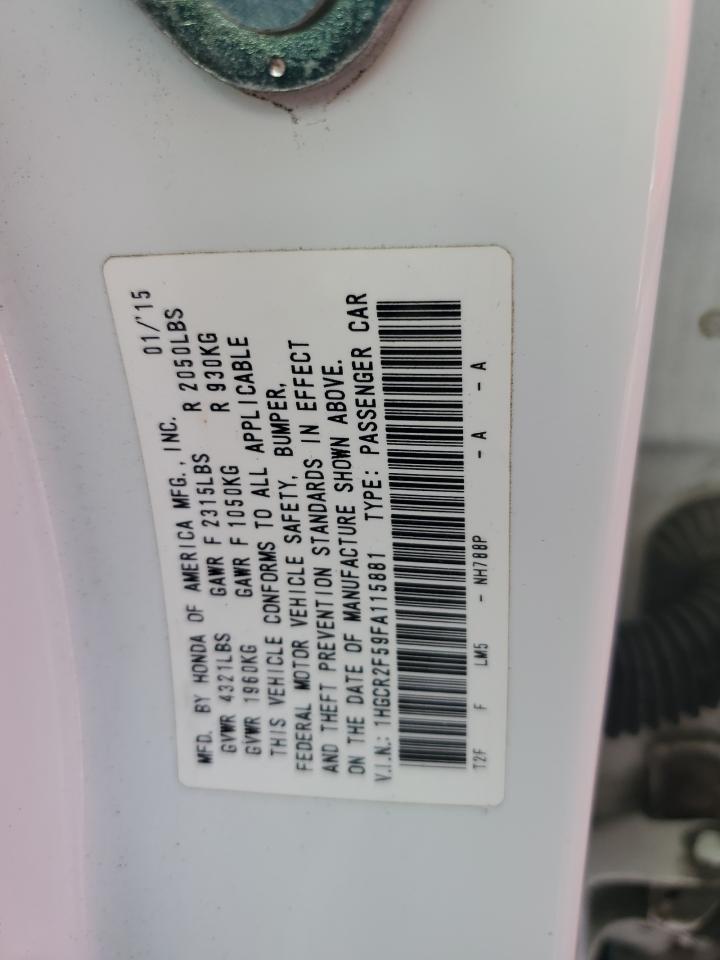 MFD. BY HONDA OF AMERICA MFG., INC. 01/'15
GVWR 4321LBS GAWR F 2315LBS R 2050LBS
GVWR 1960KG GAWR F 1050KG R 930KG
THIS VEHICLE CONFORMS TO ALL APPLICABLE
FEDERAL MOTOR VEHICLE SAFETY, BUMPER,
AND THEFT PREVENTION STANDARDS IN EFFECT
ON THE DATE OF MANUFACTURE SHOWN ABOVE.
V.I.N.: 1HGCR2F59FA115881 TYPE: PASSENGER CAR
T2F F LM5 - NH788P - A - A